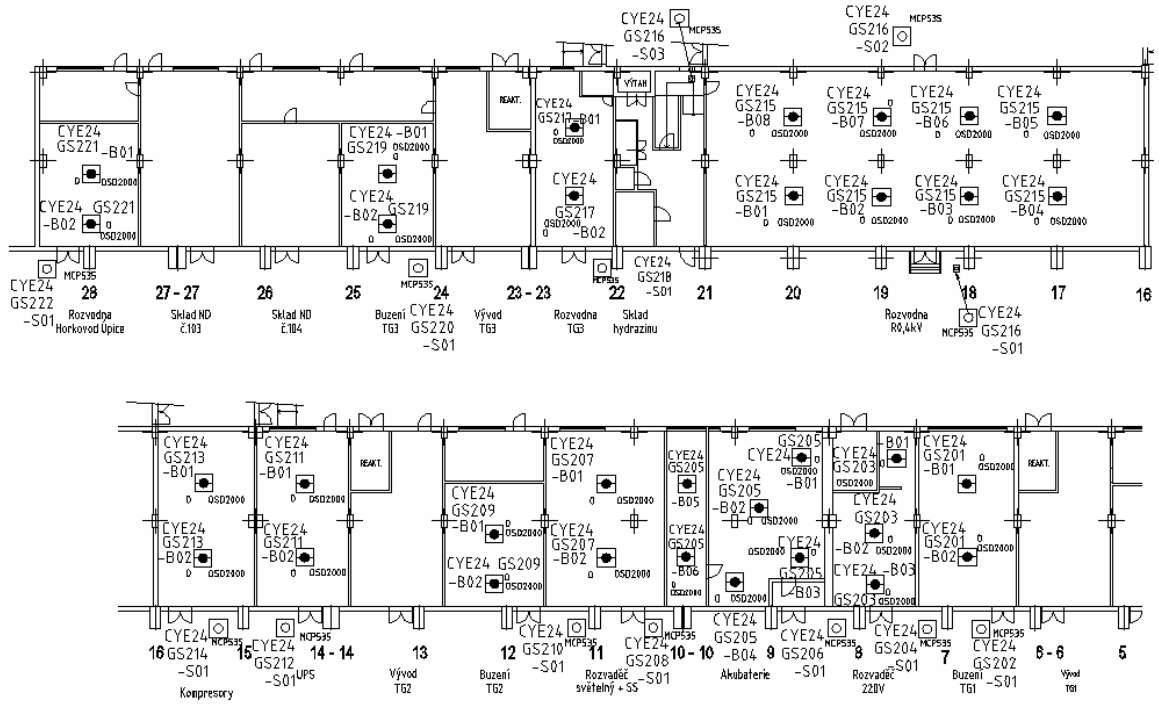 CYE24
GS216
-S03
MCP535
CYE24
GS216
-S02
MCP535
VÝTAH
REAKT.
CYE24
GS221
-B01
OSD2000
CYE24
GS221
-B02
OSD2000
CYE24
GS219
-B01
OSD2000
CYE24
GS219
-B02
OSD2000
CYE24
GS217
-B01
OSD2000
CYE24
GS217
-B02
OSD2000
CYE24
GS215
-B08
OSD2000
CYE24
GS215
-B07
OSD2000
CYE24
GS215
-B06
OSD2000
CYE24
GS215
-B05
OSD2000
CYE24
GS215
-B01
OSD2000
CYE24
GS215
-B02
OSD2000
CYE24
GS215
-B03
OSD2000
CYE24
GS215
-B04
OSD2000
CYE24
GS222
-S01
MCP535
CYE24
GS220
-S01
MCP535
CYE24
GS218
-S01
MCP535
CYE24
GS216
-S01
MCP535
28
27 - 27
26
25
24
23 - 23
22
21
20
19
18
17
16
Rozvodna
Horkovod Úpice
Sklad ND
č.103
Sklad ND
č.104
Buzení
TG3
Vývod
TG3
Rozvodna
TG3
Sklad
hydrazinu
Rozvodna
R0,4kV
CYE24
GS213
-B01
OSD2000
CYE24
GS213
-B02
OSD2000
CYE24
GS211
-B01
OSD2000
CYE24
GS211
-B02
OSD2000
REAKT.
CYE24
GS209
-B01
OSD2000
CYE24
GS209
-B02
OSD2000
CYE24
GS207
-B01
OSD2000
CYE24
GS207
-B02
OSD2000
CYE24
GS205
-B05
OSD2000
CYE24
GS205
-B06
OSD2000
CYE24
GS205
-B01
OSD2000
CYE24
GS205
-B02
OSD2000
CYE24
GS205
-B03
OSD2000
CYE24
GS205
-B04
OSD2000
CYE24
GS203
-B01
OSD2000
CYE24
GS203
-B02
OSD2000
CYE24
GS203
-B03
OSD2000
CYE24
GS201
-B01
OSD2000
CYE24
GS201
-B02
OSD2000
REAKT.
CYE24
GS214
-S01
MCP535
CYE24
GS212
-S01
MCP535
CYE24
GS210
-S01
MCP535
CYE24
GS208
-S01
MCP535
CYE24
GS206
-S01
MCP535
CYE24
GS204
-S01
MCP535
CYE24
GS202
-S01
MCP535
16
15
14 - 14
13
12
11
10 - 10
9
8
7
6 - 6
5
Kompresory
UPS
Vývod
TG2
Buzení
TG2
Rozvaděč
světelný + SS
Akubaterie
Rozvaděč
220V
Buzení
TG1
Vývod
TG1